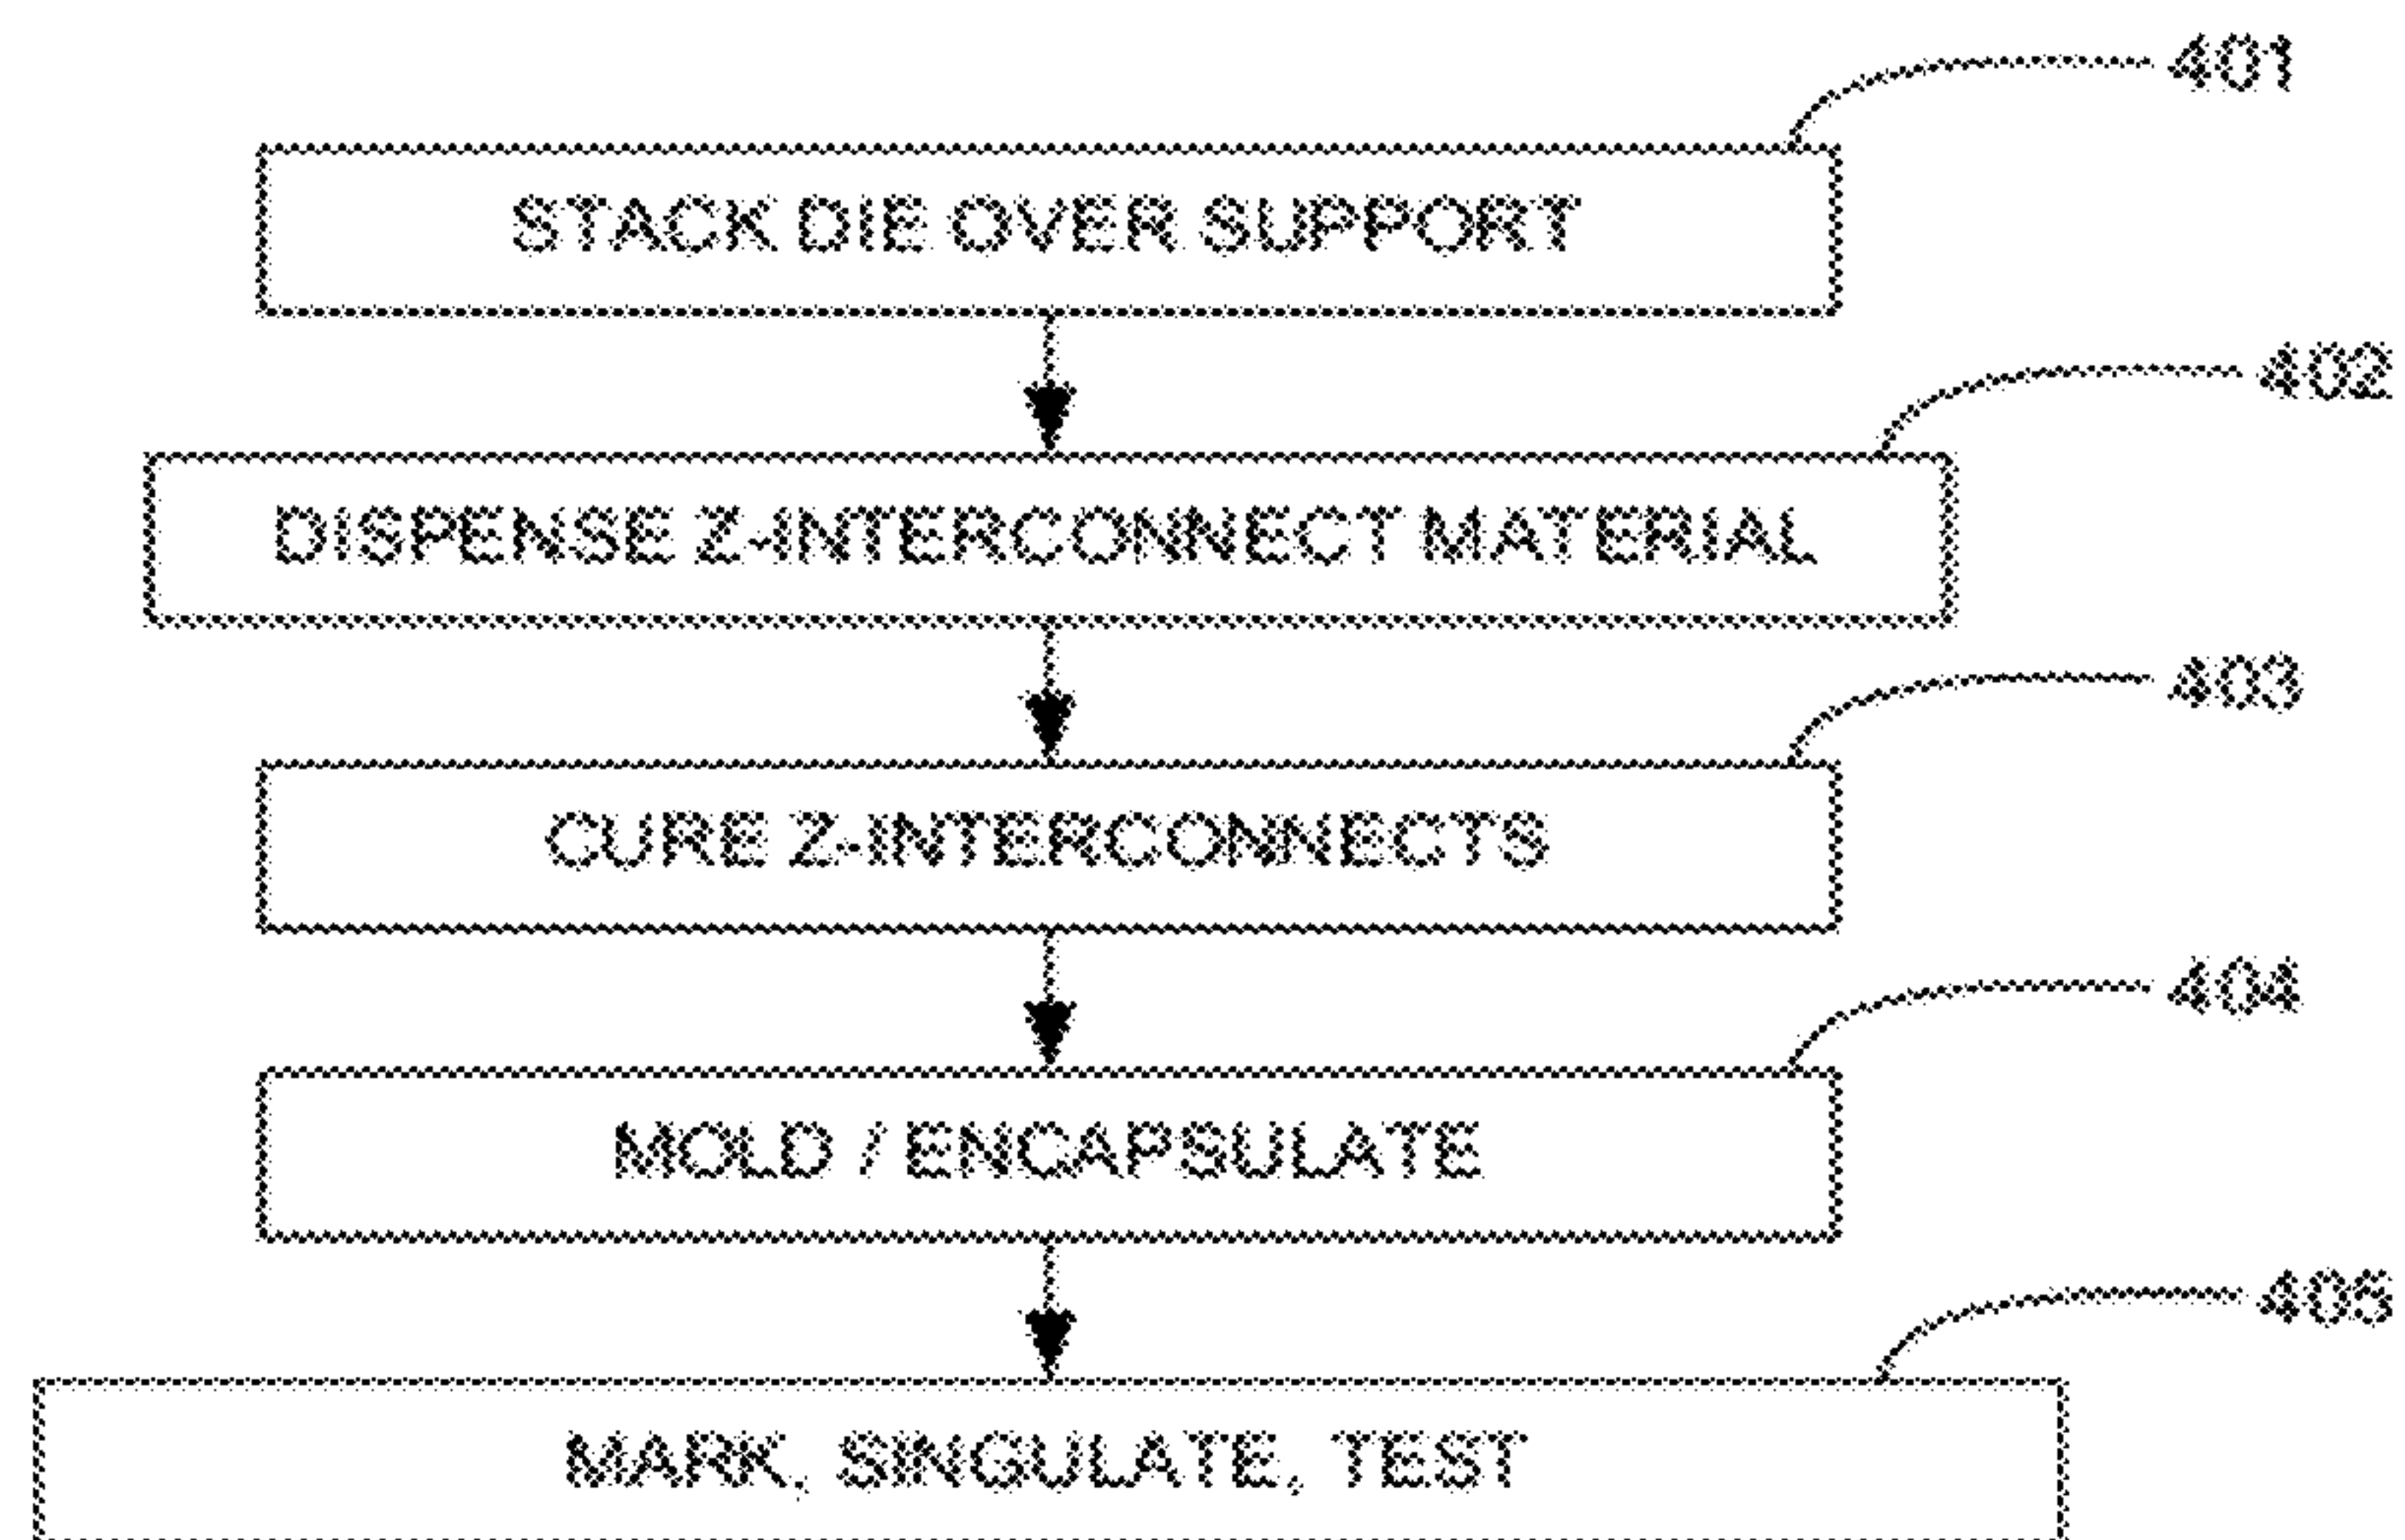 401
STACK DIE OVER SUPPORT
402
DISPENSE Z-INTERCONNECT MATERIAL
403
CURE Z-INTERCONNECTS
404
MOLD / ENCAPSULATE
405
MARK, SINGULATE, TEST